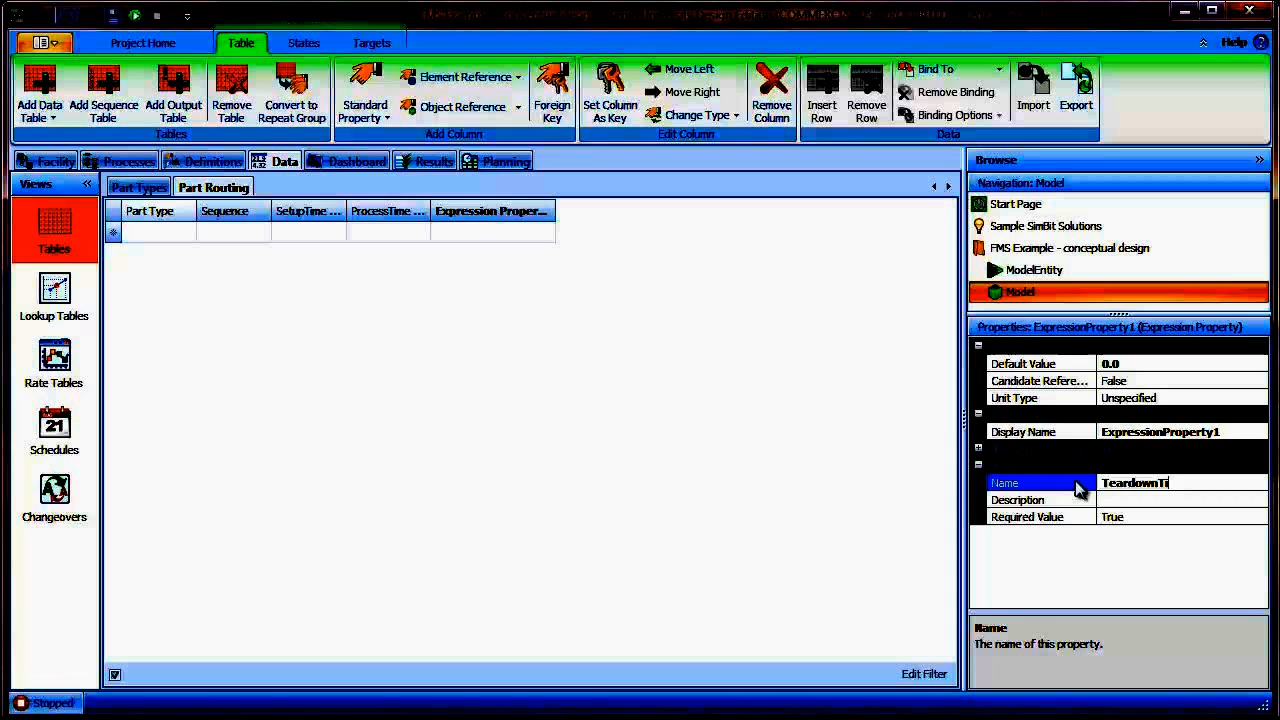 Project Home
Table
States
Targets
Help
Add Data Table
Add Sequence Table
Add Output Table
Remove Table
Convert to Repeat Group
Tables
Standard Property
Element Reference
Object Reference
Foreign Key
Add Column
Set Column As Key
Move Left
Move Right
Change Type
Remove Column
Edit Column
Insert Row
Remove Row
Bind To
Remove Binding
Binding Options
Import
Export
Data
Facility
Processes
Definitions
Data
Dashboard
Results
Planning
Views
Tables
Lookup Tables
Rate Tables
21
Schedules
Changeovers
Part Types
Part Routing
Part Type
Sequence
SetupTime ...
ProcessTime ...
Expression Proper...
Edit Filter
Browse
Navigation: Model
Start Page
Sample SimBit Solutions
FMS Example - conceptual design
ModelEntity
Model
Properties: ExpressionProperty1 (Expression Property)
Default Value 0.0
Candidate Refere... False
Unit Type Unspecified
Display Name ExpressionProperty1
Name TeardownTi
Description
Required Value True
Name
The name of this property.
Stopped